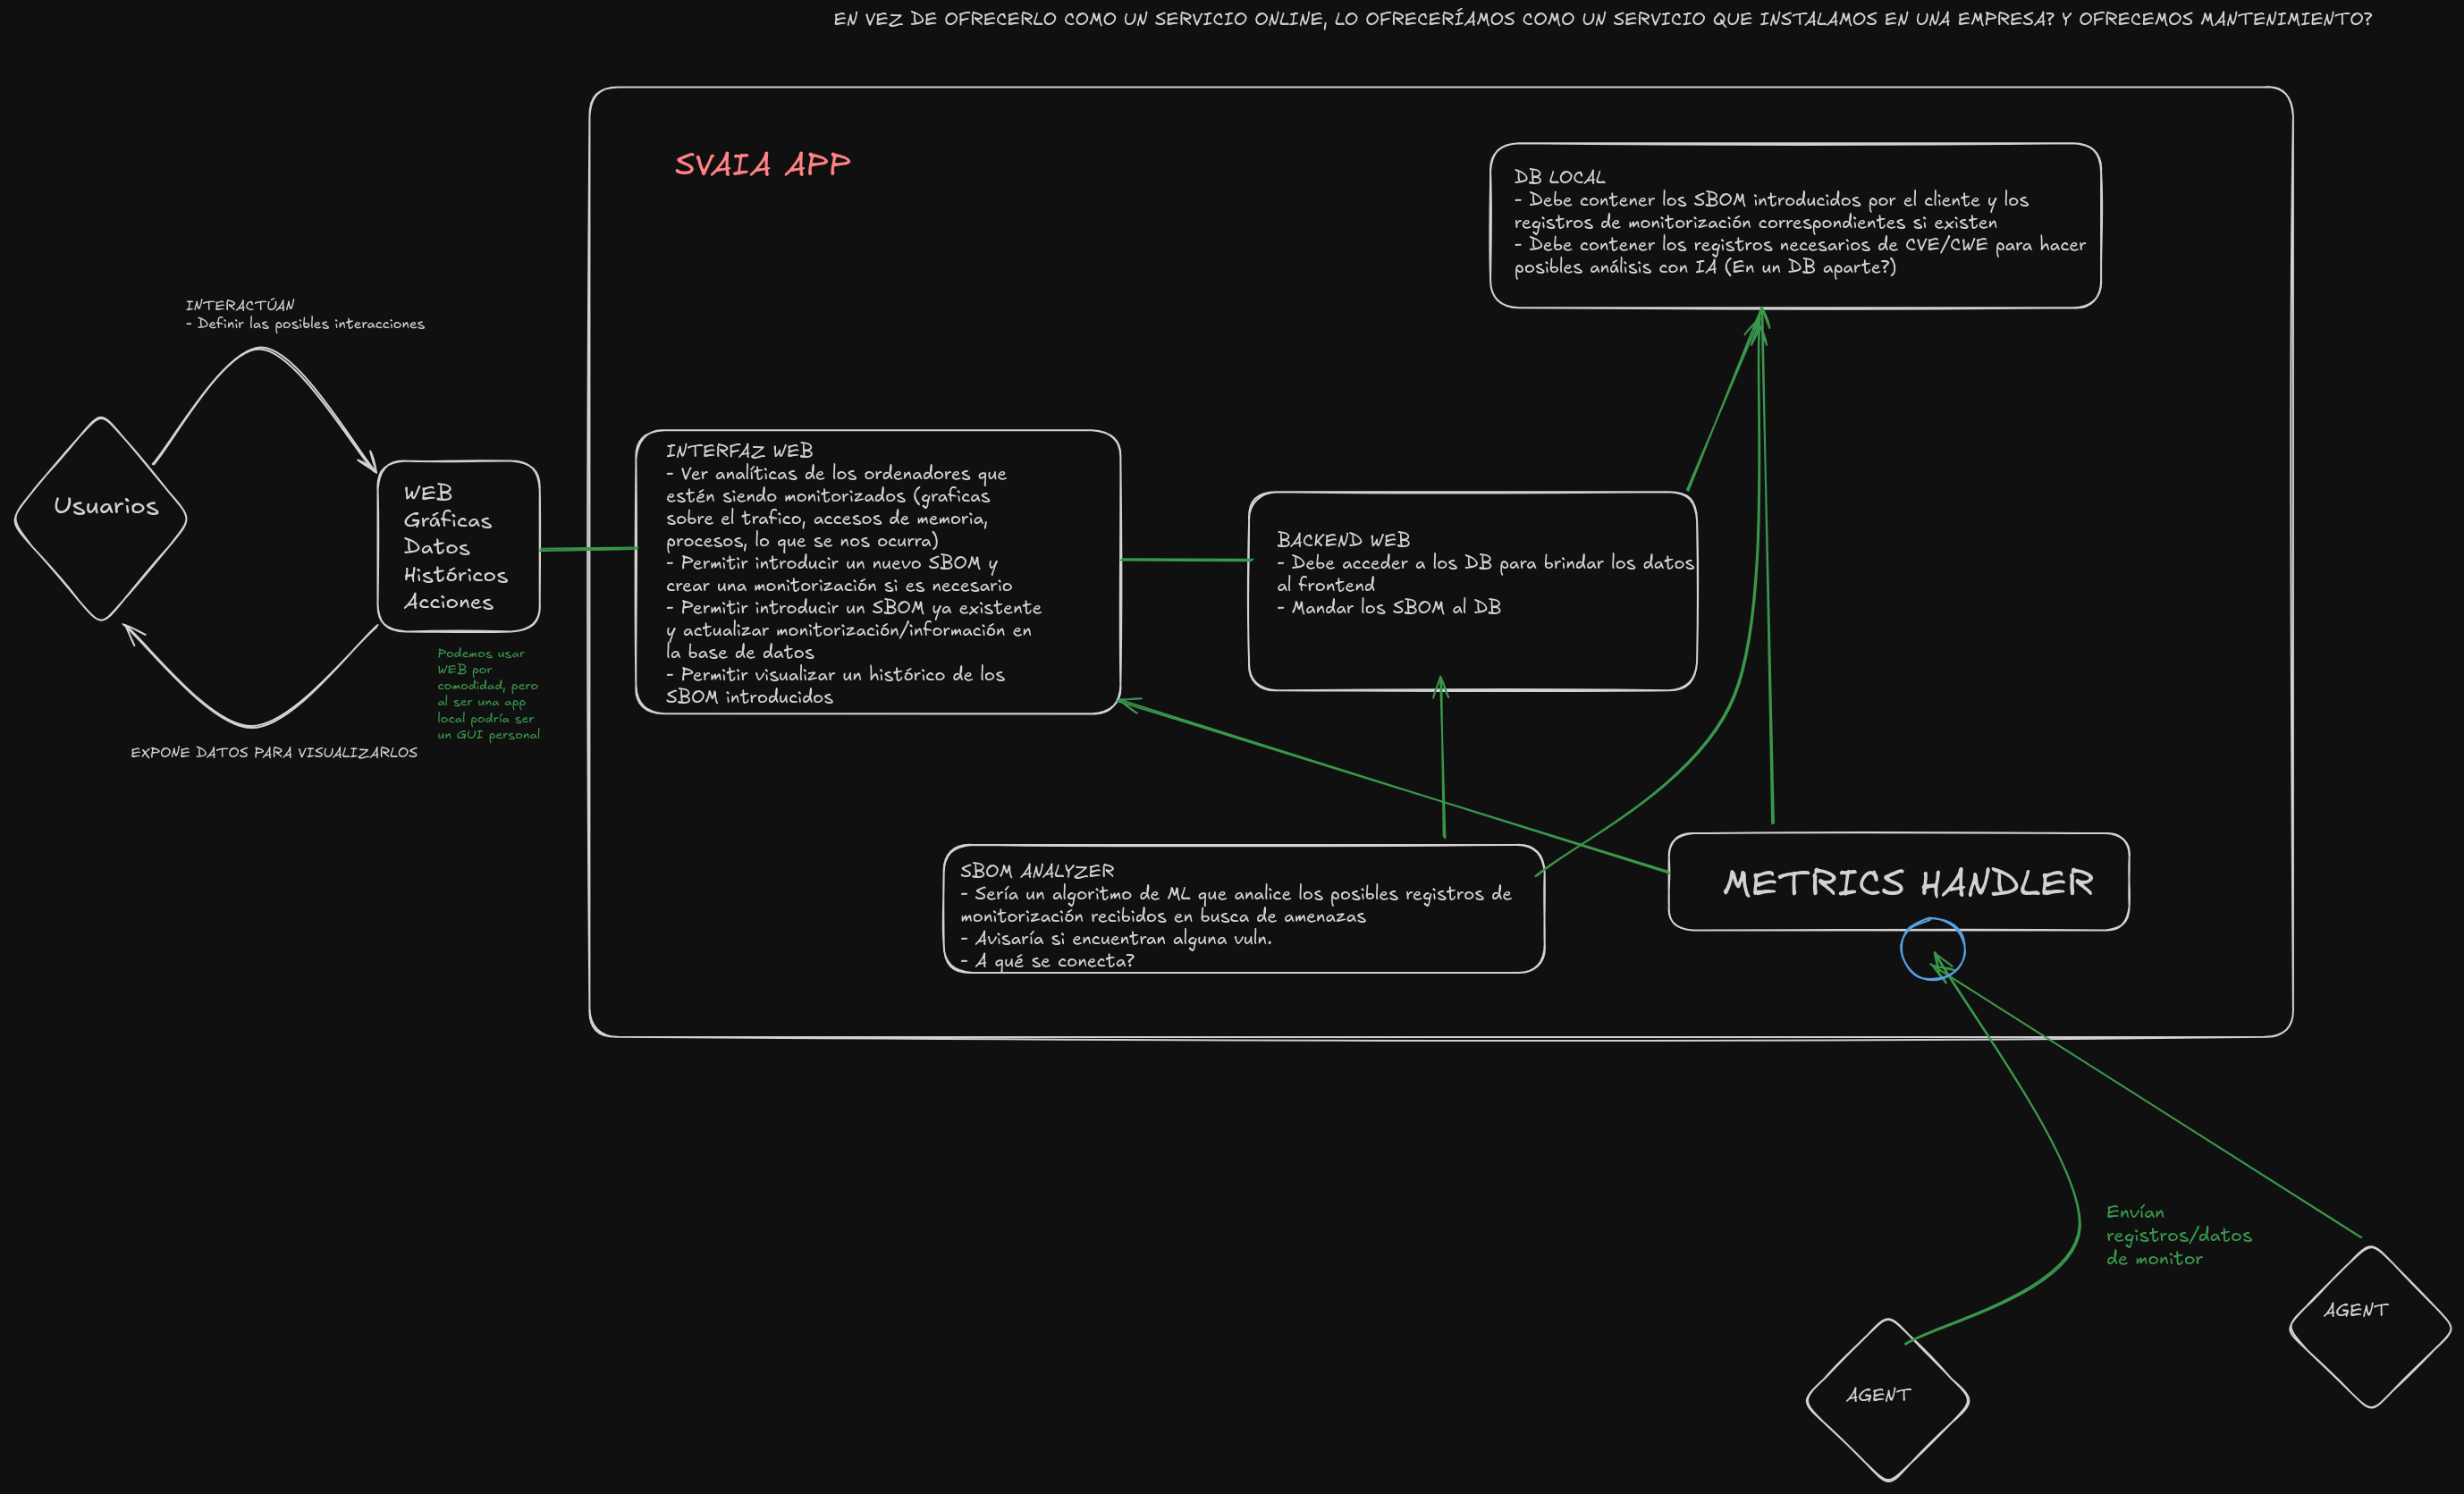 EN VEZ DE OFRECERLO COMO UN SERVICIO ONLINE, LO OFRECERÍAMOS COMO UN SERVICIO QUE INSTALAMOS EN UNA EMPRESA? Y OFRECEMOS MANTENIMIENTO?
SVAIA APP
DB LOCAL
- Debe contener los SBOM introducidos por el cliente y los
registros de monitorización correspondientes si existen
- Debe contener los registros necesarios de CVE/CWE para hacer
posibles análisis con IA (En un DB aparte?)
INTERACTÚAN
- Definir las posibles interacciones
Usuarios
WEB
Gráficas
Datos
Históricos
Acciones
Podemos usar
WEB por
comodidad, pero
al ser una app
local podría ser
un GUI personal
EXPONE DATOS PARA VISUALIZARLOS
INTERFAZ WEB
- Ver analíticas de los ordenadores que
estén siendo monitorizados (graficas
sobre el trafico, accesos de memoria,
procesos, lo que se nos ocurra)
- Permitir introducir un nuevo SBOM y
crear una monitorización si es necesario
- Permitir introducir un SBOM ya existente
y actualizar monitorización/información en
la base de datos
- Permitir visualizar un histórico de los
SBOM introducidos
BACKEND WEB
- Debe acceder a los DB para brindar los datos
al frontend
- Mandar los SBOM al DB
SBOM ANALYZER
- Sería un algoritmo de ML que analice los posibles registros de
monitorización recibidos en busca de amenazas
- Avisaría si encuentran alguna vuln.
- A qué se conecta?
METRICS HANDLER
Envían
registros/datos
de monitor
AGENT
AGENT